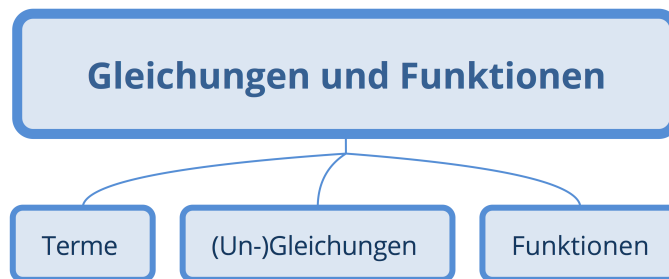 Gleichungen und Funktionen
Terme
(Un-)Gleichungen
Funktionen